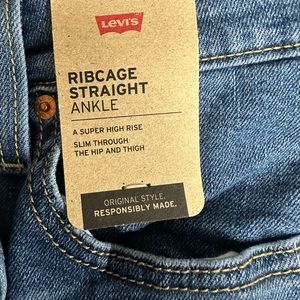 Levi's
RIBCAGE
STRAIGHT
ANKLE
A SUPER HIGH RISE
SLIM THROUGH
THE HIP AND THIGH
ORIGINAL STYLE.
RESPONSIBLY MADE.